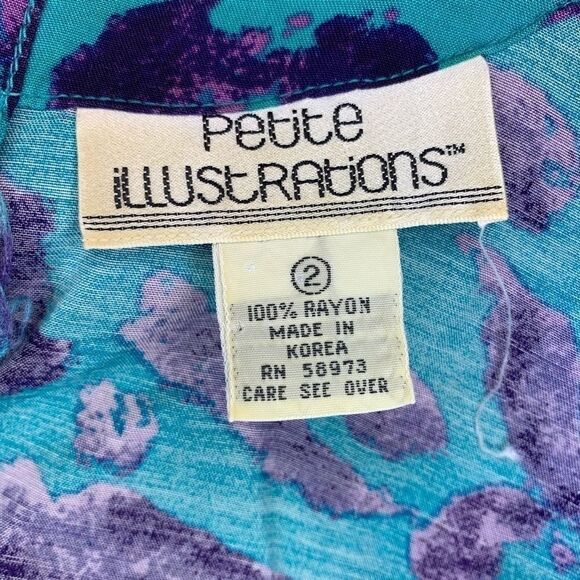 Petite
iLLUStRAtiONS™
2
100% RAYON
MADE IN
KOREA
RN 58973
CARE SEE OVER